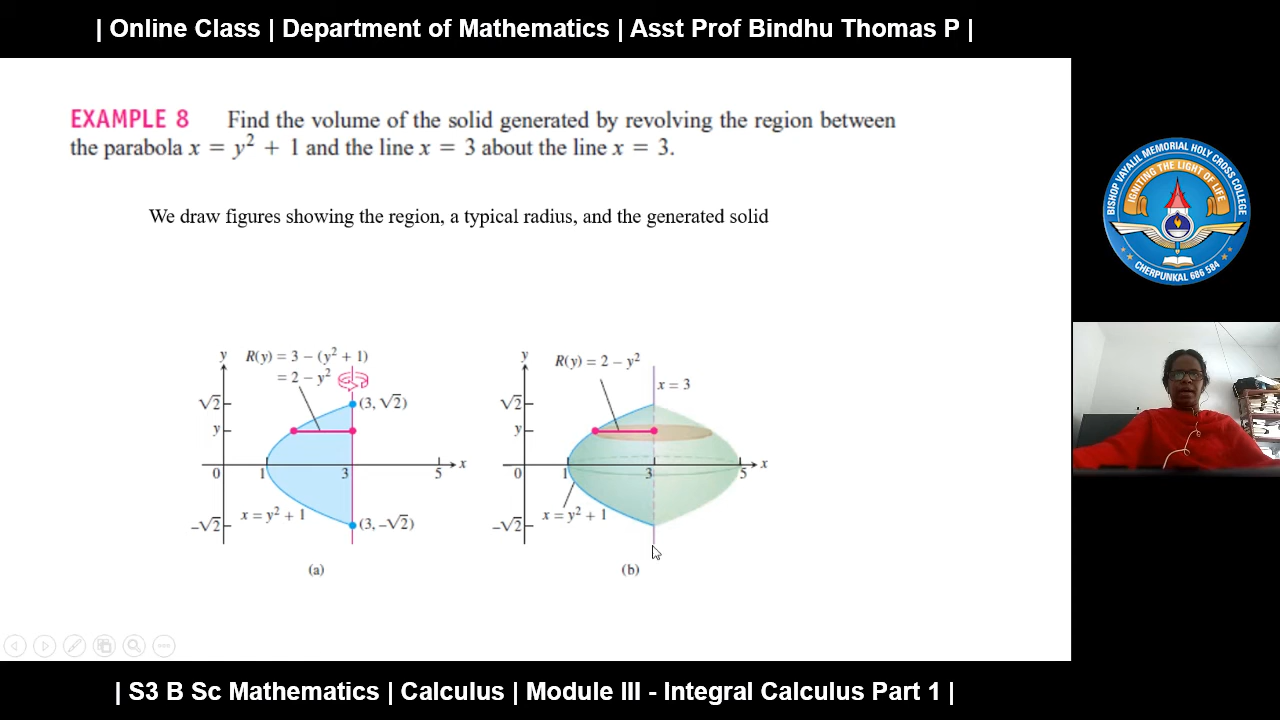 | Online Class | Department of Mathematics | Asst Prof Bindhu Thomas P |
EXAMPLE 8 Find the volume of the solid generated by revolving the region between
the parabola x = y² + 1 and the line x = 3 about the line x = 3.
We draw figures showing the region, a typical radius, and the generated solid
BISHOP VAYALIL MEMORIAL HOLY CROSS COLLEGE
IGNITING THE LIGHT OF LIFE
CHERPUNKAL 686 584
y
R(y) = 3 − (y² + 1)
= 2 − y²
√2
(3, √2)
y
0
1
3
5
x
x = y² + 1
−√2
(3, −√2)
(a)
y
R(y) = 2 − y²
x = 3
√2
y
0
1
3
5
x
x = y² + 1
−√2
(b)
| S3 B Sc Mathematics | Calculus | Module III - Integral Calculus Part 1 |